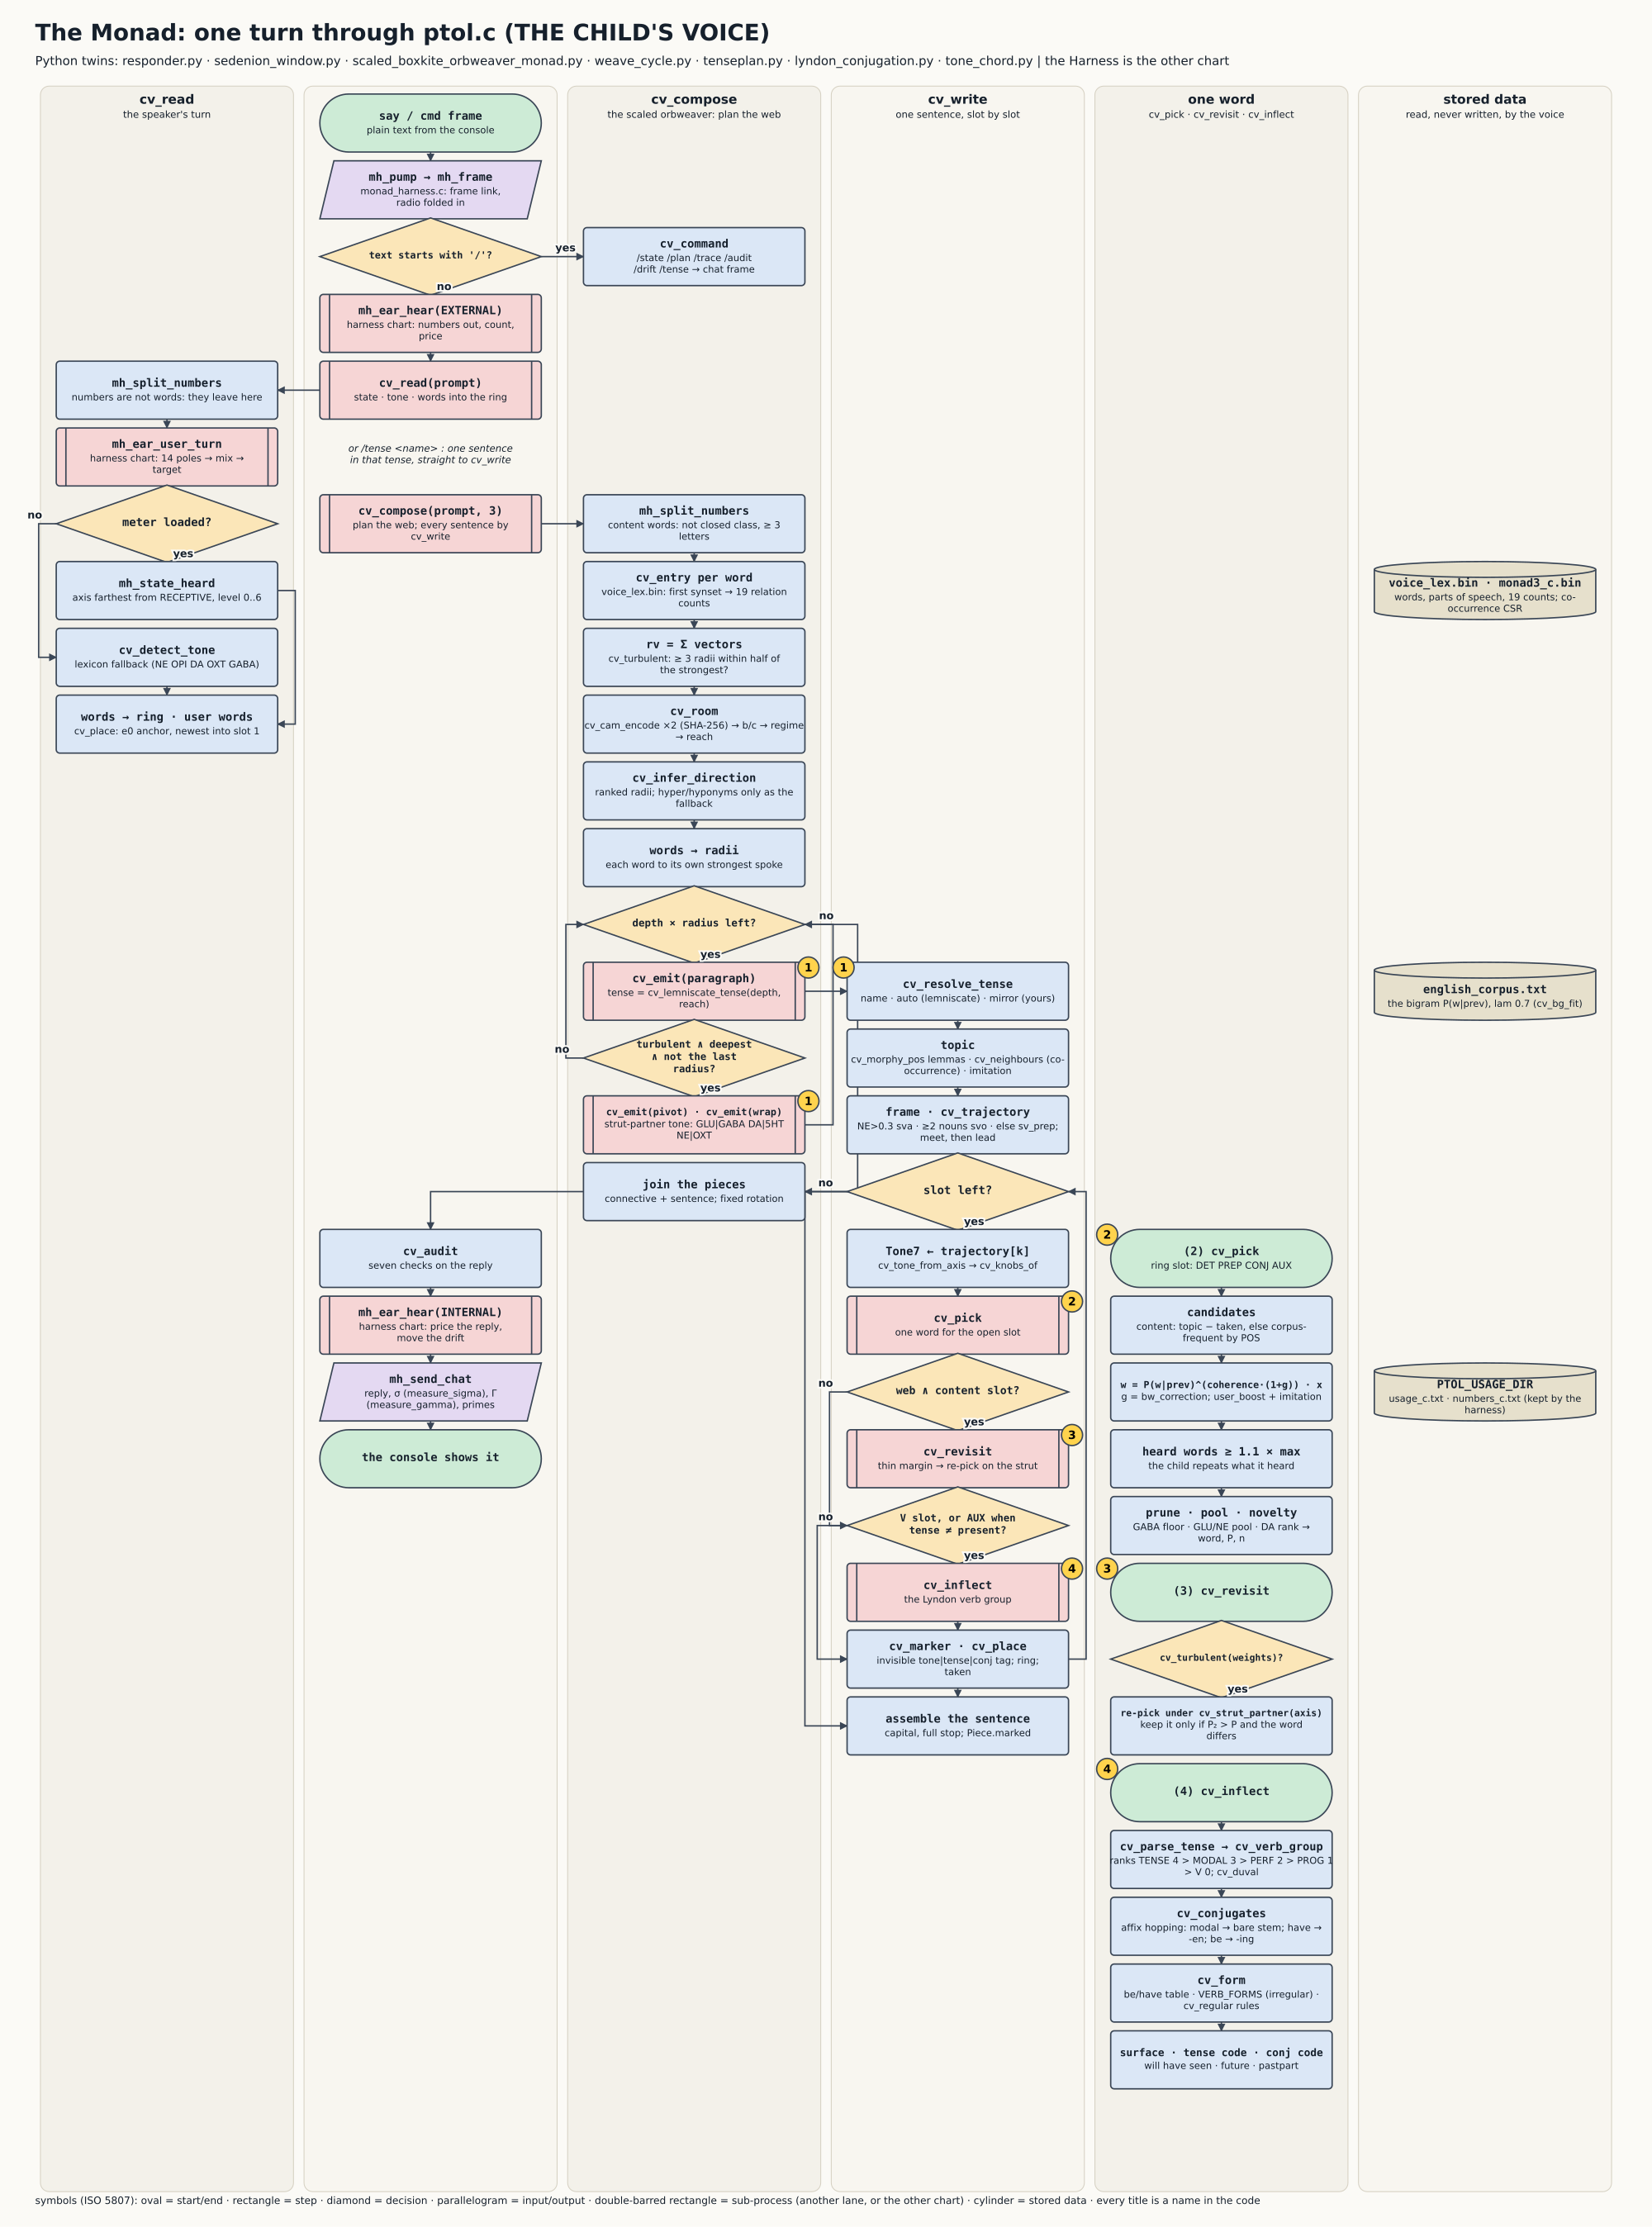 The Monad: one turn through ptol.c (THE CHILD'S VOICE)
Python twins: responder.py · sedenion_window.py · scaled_boxkite_orbweaver_monad.py · weave_cycle.py · tenseplan.py · lyndon_conjugation.py · tone_chord.py | the Harness is the other chart
cv_read
the speaker's turn
mh_split_numbers
numbers are not words: they leave here
mh_ear_user_turn
harness chart: 14 poles → mix →
target
meter loaded?
no
yes
mh_state_heard
axis farthest from RECEPTIVE, level 0..6
cv_detect_tone
lexicon fallback (NE OPI DA OXT GABA)
words → ring · user words
cv_place: e0 anchor, newest into slot 1
say / cmd frame
plain text from the console
mh_pump → mh_frame
monad_harness.c: frame link,
radio folded in
text starts with '/'?
yes
no
mh_ear_hear(EXTERNAL)
harness chart: numbers out, count,
price
cv_read(prompt)
state · tone · words into the ring
or /tense <name> : one sentence
in that tense, straight to cv_write
cv_compose(prompt, 3)
plan the web; every sentence by
cv_write
cv_audit
seven checks on the reply
mh_ear_hear(INTERNAL)
harness chart: price the reply,
move the drift
mh_send_chat
reply, σ (measure_sigma), Γ
(measure_gamma), primes
the console shows it
cv_compose
the scaled orbweaver: plan the web
cv_command
/state /plan /trace /audit
/drift /tense → chat frame
mh_split_numbers
content words: not closed class, ≥ 3
letters
cv_entry per word
voice_lex.bin: first synset → 19 relation
counts
rv = Σ vectors
cv_turbulent: ≥ 3 radii within half of
the strongest?
cv_room
cv_cam_encode ×2 (SHA-256) → b/c → regime
→ reach
cv_infer_direction
ranked radii; hyper/hyponyms only as the
fallback
words → radii
each word to its own strongest spoke
depth × radius left?
no
yes
cv_emit(paragraph)
tense = cv_lemniscate_tense(depth,
reach)
1
turbulent ∧ deepest
∧ not the last
radius?
no
yes
cv_emit(pivot) · cv_emit(wrap)
strut-partner tone: GLU|GABA DA|5HT
NE|OXT
1
join the pieces
connective + sentence; fixed rotation
cv_write
one sentence, slot by slot
1
cv_resolve_tense
name · auto (lemniscate) · mirror (yours)
topic
cv_morphy_pos lemmas · cv_neighbours (co-
occurrence) · imitation
frame · cv_trajectory
NE>0.3 sva · ≥2 nouns svo · else sv_prep;
meet, then lead
slot left?
no
yes
Tone7 ← trajectory[k]
cv_tone_from_axis → cv_knobs_of
cv_pick
one word for the open slot
2
web ∧ content slot?
no
yes
cv_revisit
thin margin → re-pick on the strut
3
V slot, or AUX when
tense ≠ present?
no
yes
cv_inflect
the Lyndon verb group
4
cv_marker · cv_place
invisible tone|tense|conj tag; ring;
taken
assemble the sentence
capital, full stop; Piece.marked
one word
cv_pick · cv_revisit · cv_inflect
2
(2) cv_pick
ring slot: DET PREP CONJ AUX
candidates
content: topic − taken, else corpus-
frequent by POS
w = P(w|prev)^(coherence·(1+g)) · x
g = bw_correction; user_boost + imitation
heard words ≥ 1.1 × max
the child repeats what it heard
prune · pool · novelty
GABA floor · GLU/NE pool · DA rank →
word, P, n
3
(3) cv_revisit
cv_turbulent(weights)?
yes
re-pick under cv_strut_partner(axis)
keep it only if P₂ > P and the word
differs
4
(4) cv_inflect
cv_parse_tense → cv_verb_group
ranks TENSE 4 > MODAL 3 > PERF 2 > PROG 1
> V 0; cv_duval
cv_conjugates
affix hopping: modal → bare stem; have →
-en; be → -ing
cv_form
be/have table · VERB_FORMS (irregular) ·
cv_regular rules
surface · tense code · conj code
will have seen · future · pastpart
stored data
read, never written, by the voice
voice_lex.bin · monad3_c.bin
words, parts of speech, 19 counts; co-
occurrence CSR
english_corpus.txt
the bigram P(w|prev), lam 0.7 (cv_bg_fit)
PTOL_USAGE_DIR
usage_c.txt · numbers_c.txt (kept by the
harness)
symbols (ISO 5807): oval = start/end · rectangle = step · diamond = decision · parallelogram = input/output · double-barred rectangle = sub-process (another lane, or the other chart) · cylinder = stored data · every title is a name in the code